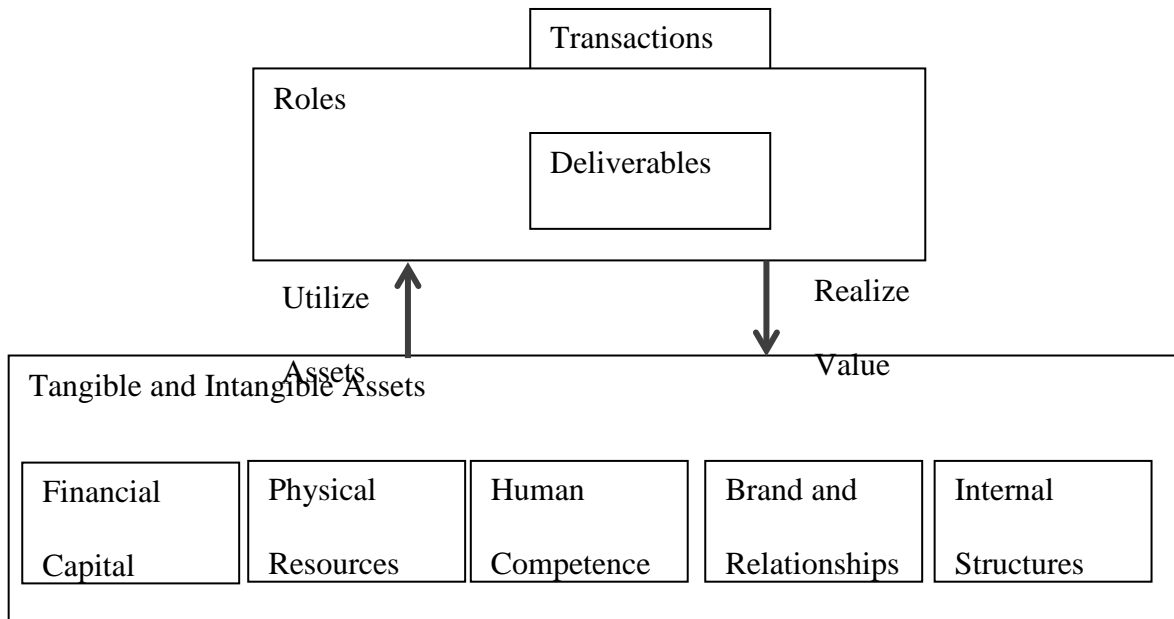 Transactions
Roles
Deliverables
Utilize
Assets
Realize
Value
Tangible and Intangible Assets
Financial
Capital
Physical
Resources
Human
Competence
Brand and
Relationships
Internal
Structures